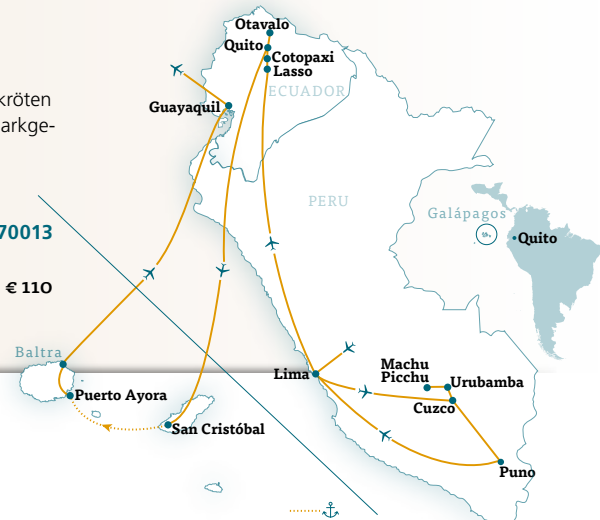 Otavalo
Quito
Cotopaxi
Lasso
ECUADOR
kröten
arkge-
Guayaquil
PERU
Galápagos
Quito
70013
€ 110
Baltra
Puerto Ayora
San Cristóbal
Lima
Machu
Picchu
Urubamba
Cuzco
Puno